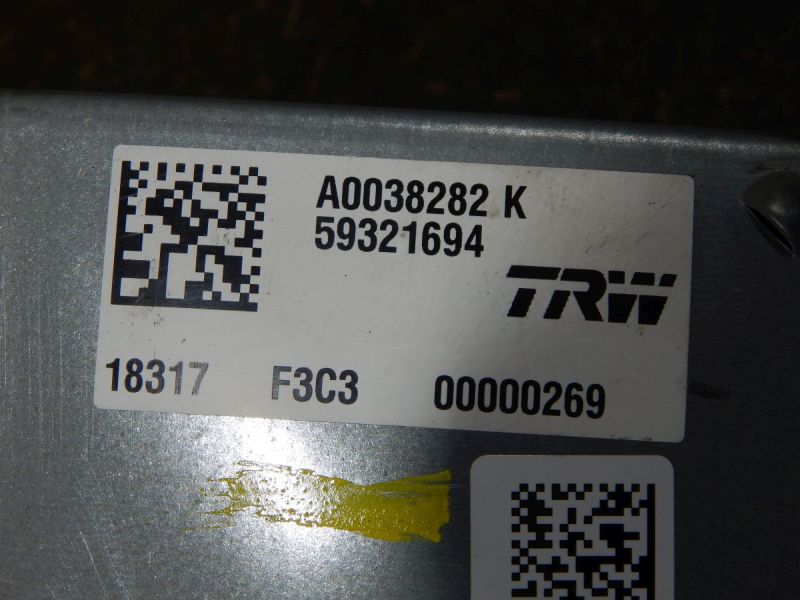 A0038282 K
59321694
TRW
18317 F3C3 00000269